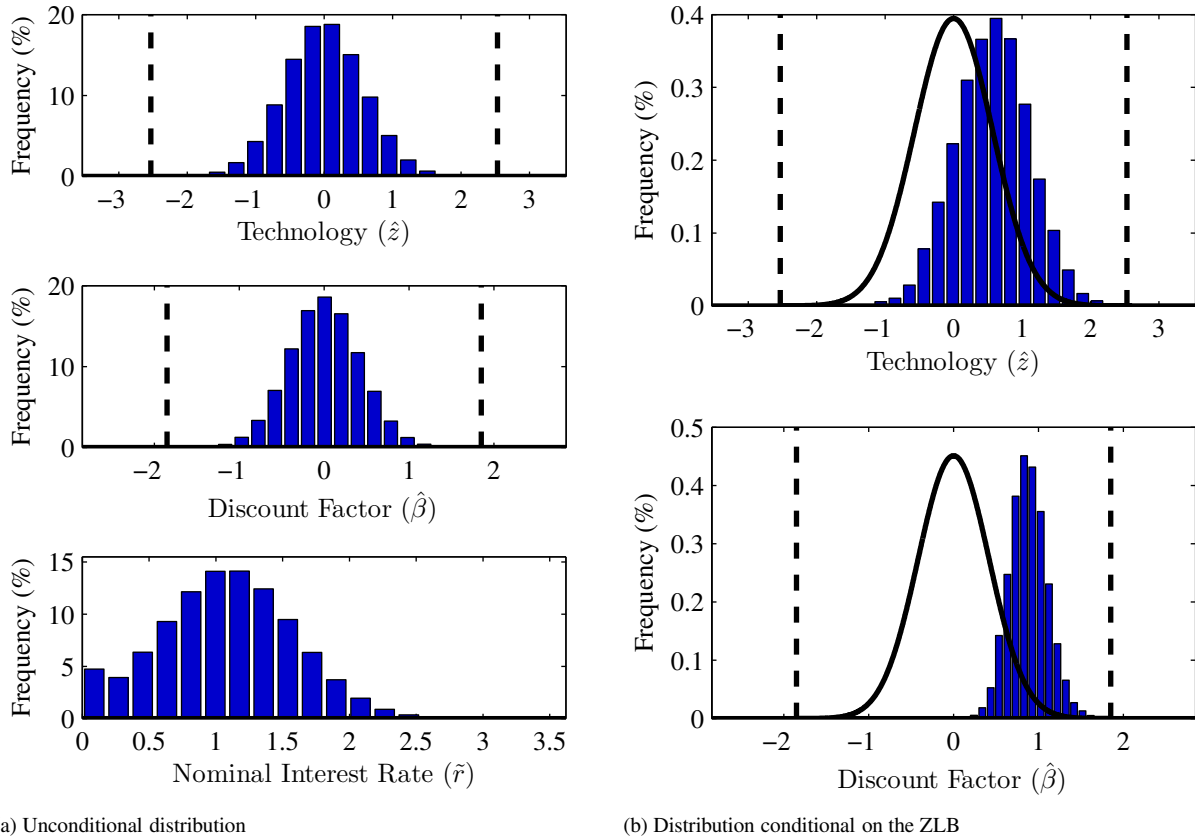 Frequency (%)
20
10
0
−3 −2 −1 0 1 2 3
Technology (ẑ)
Frequency (%)
20
10
0
−2 −1 0 1 2
Discount Factor (β̂)
Frequency (%)
15
10
5
0
0 0.5 1 1.5 2 2.5 3 3.5
Nominal Interest Rate (r̃)
a) Unconditional distribution
Frequency (%)
0.4
0.3
0.2
0.1
0
−3 −2 −1 0 1 2 3
Technology (ẑ)
Frequency (%)
0.5
0.4
0.3
0.2
0.1
0
−2 −1 0 1 2
Discount Factor (β̂)
(b) Distribution conditional on the ZLB